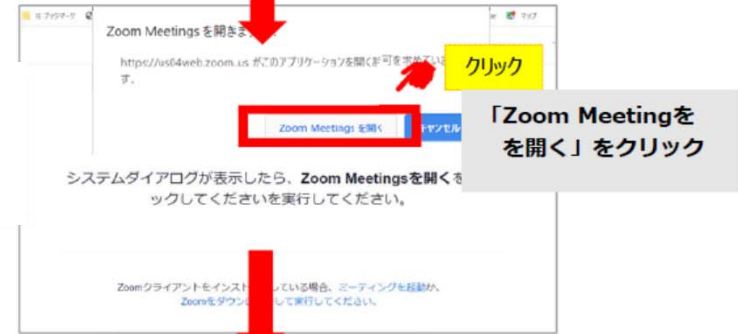 Zoom Meetings を開きま
https://us04web.zoom.us がこのアプリケーションを開く許可を求めてい
す。
クリック
Zoom Meetings を開く
キャンセル
「Zoom Meetingを
を開く」をクリック
システムダイアログが表示したら、Zoom Meetingsを開くを
ックしてくださいを実行してください。
Zoomクライアントをインスト している場合、ミーティングを起動か、
Zoomをダウン して実行してください。
マップ